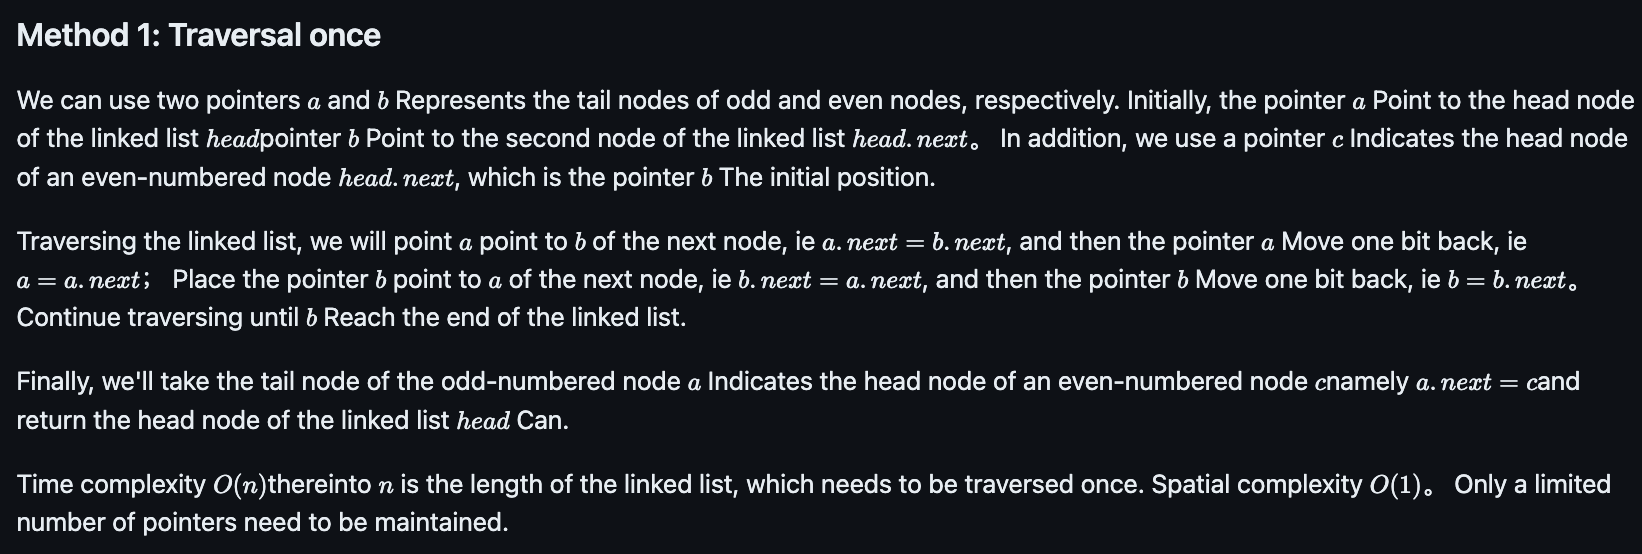 Method 1: Traversal once
We can use two pointers a and b Represents the tail nodes of odd and even nodes, respectively. Initially, the pointer a Point to the head node
of the linked list headpointer b Point to the second node of the linked list head.next。 In addition, we use a pointer c Indicates the head node
of an even-numbered node head.next, which is the pointer b The initial position.
Traversing the linked list, we will point a point to b of the next node, ie a.next = b.next, and then the pointer a Move one bit back, ie
a = a.next； Place the pointer b point to a of the next node, ie b.next = a.next, and then the pointer b Move one bit back, ie b = b.next。
Continue traversing until b Reach the end of the linked list.
Finally, we'll take the tail node of the odd-numbered node a Indicates the head node of an even-numbered node cnamely a.next = cand
return the head node of the linked list head Can.
Time complexity O(n)thereinto n is the length of the linked list, which needs to be traversed once. Spatial complexity O(1)。 Only a limited
number of pointers need to be maintained.